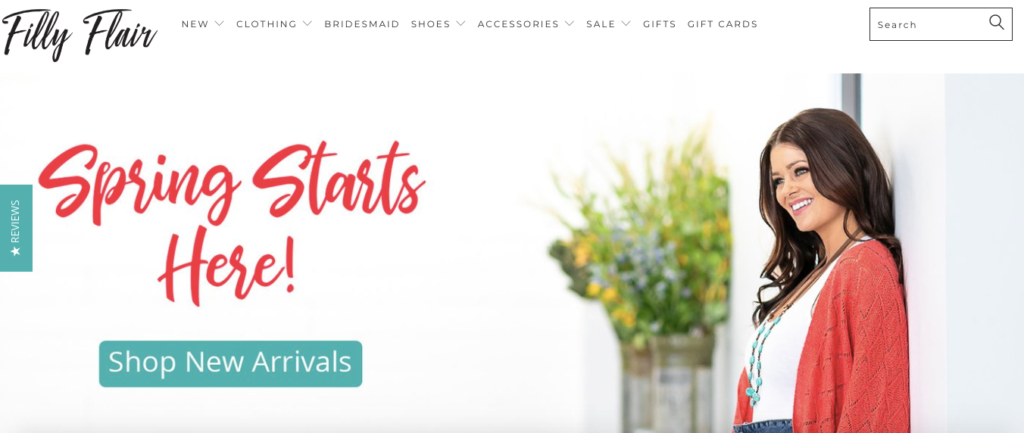 Filly Flair
NEW CLOTHING BRIDESMAID SHOES ACCESSORIES SALE GIFTS GIFT CARDS
Search
Spring Starts
Here!
★ REVIEWS
Shop New Arrivals